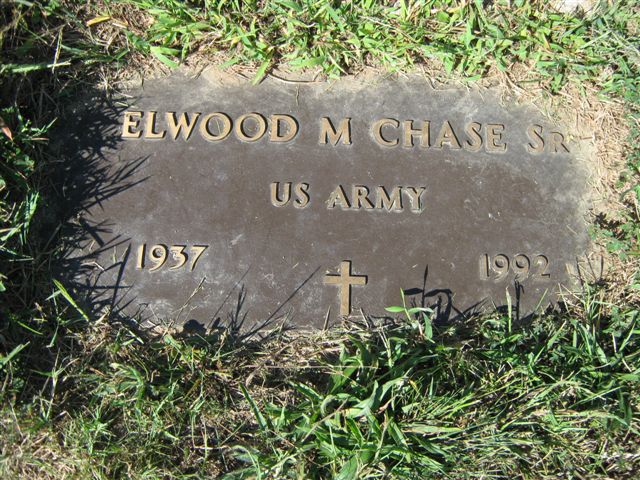 ELWOOD M CHASE SR
US ARMY
1937 1992